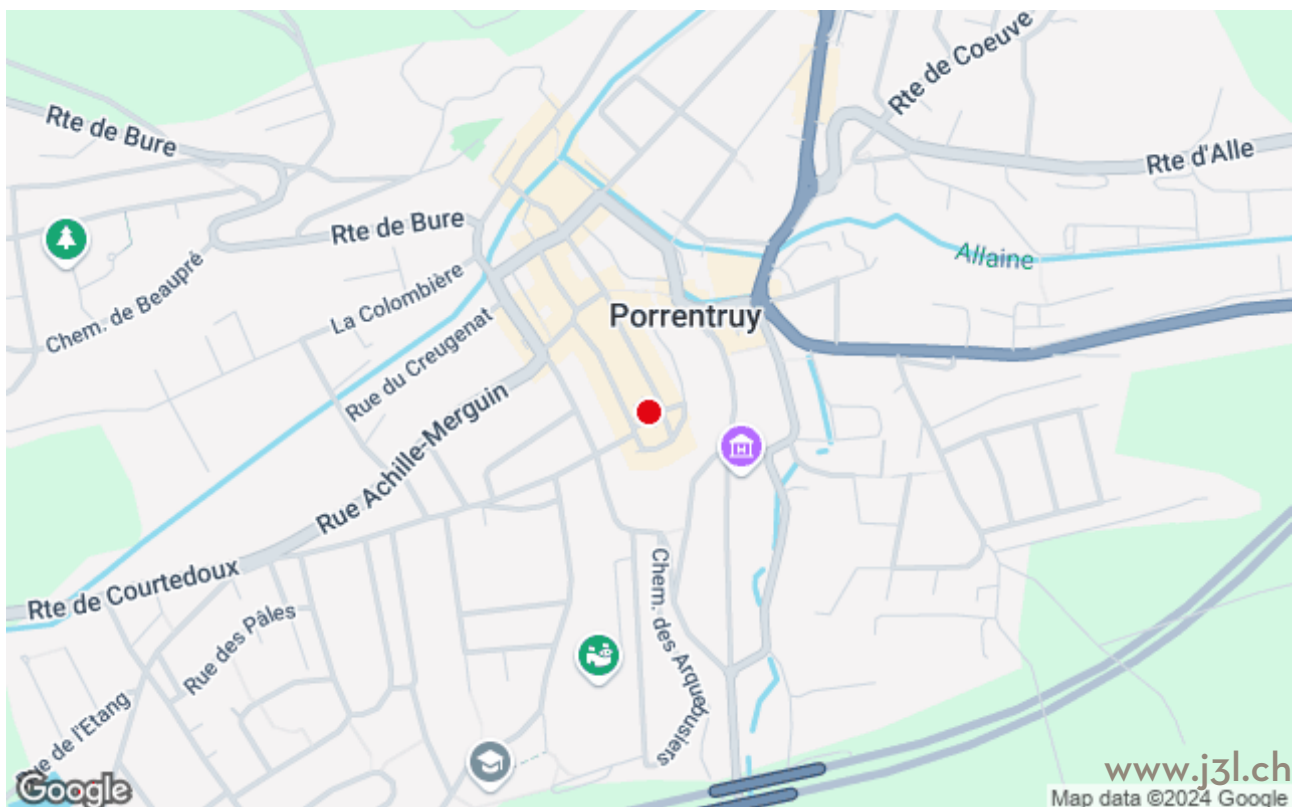 Rte de Coeuve
Rte de Bure
Rte d'Alle
Rte de Bure
Allaine
Chem. de Beaupré
La Colombière
Porrentruy
Rue du Creugenat
Rue Achille-Merguin
Rte de Courtedoux
Chem. des Arquebusiers
Rue des Pâles
Rue de l'Etang
Google
www.j3l.ch
Map data ©2024 Google